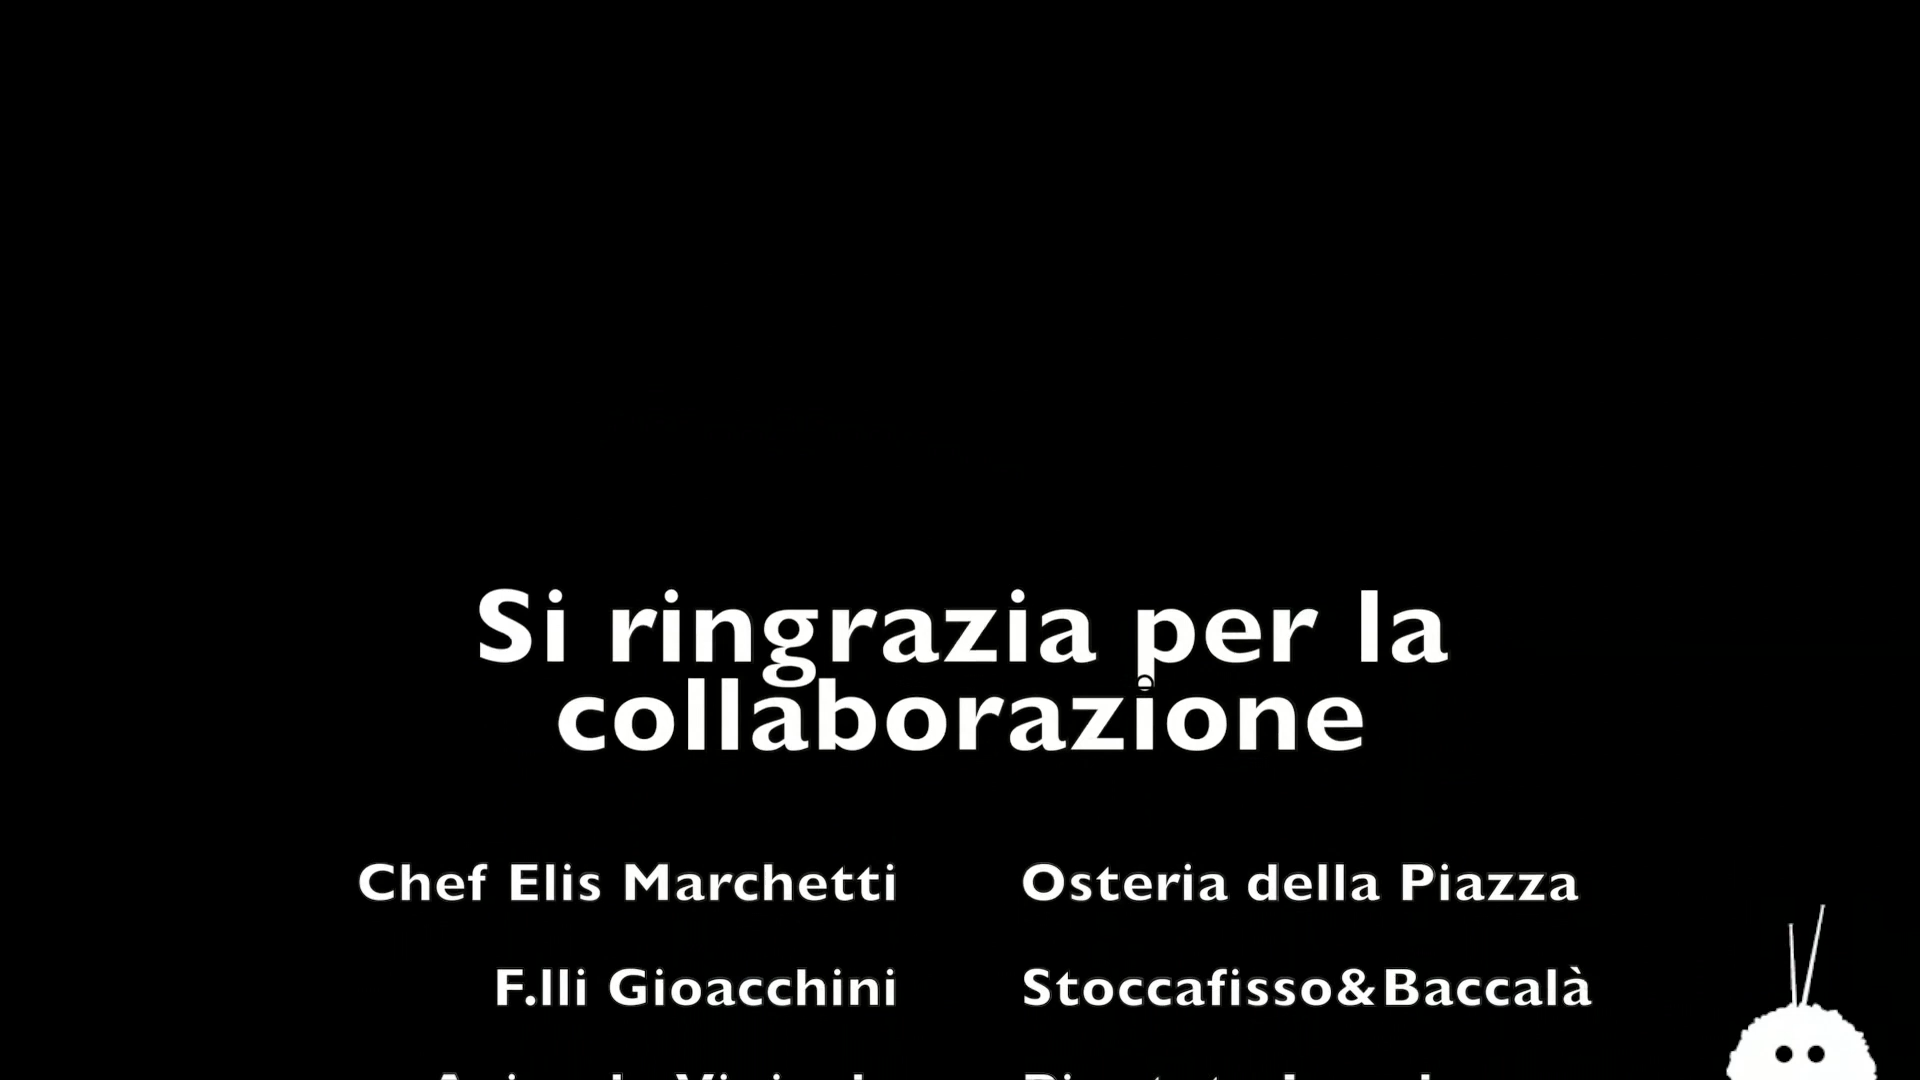 Si ringrazia per la
collaborazione
Chef Elis Marchetti Osteria della Piazza
F.lli Gioacchini Stoccafisso&Baccalà